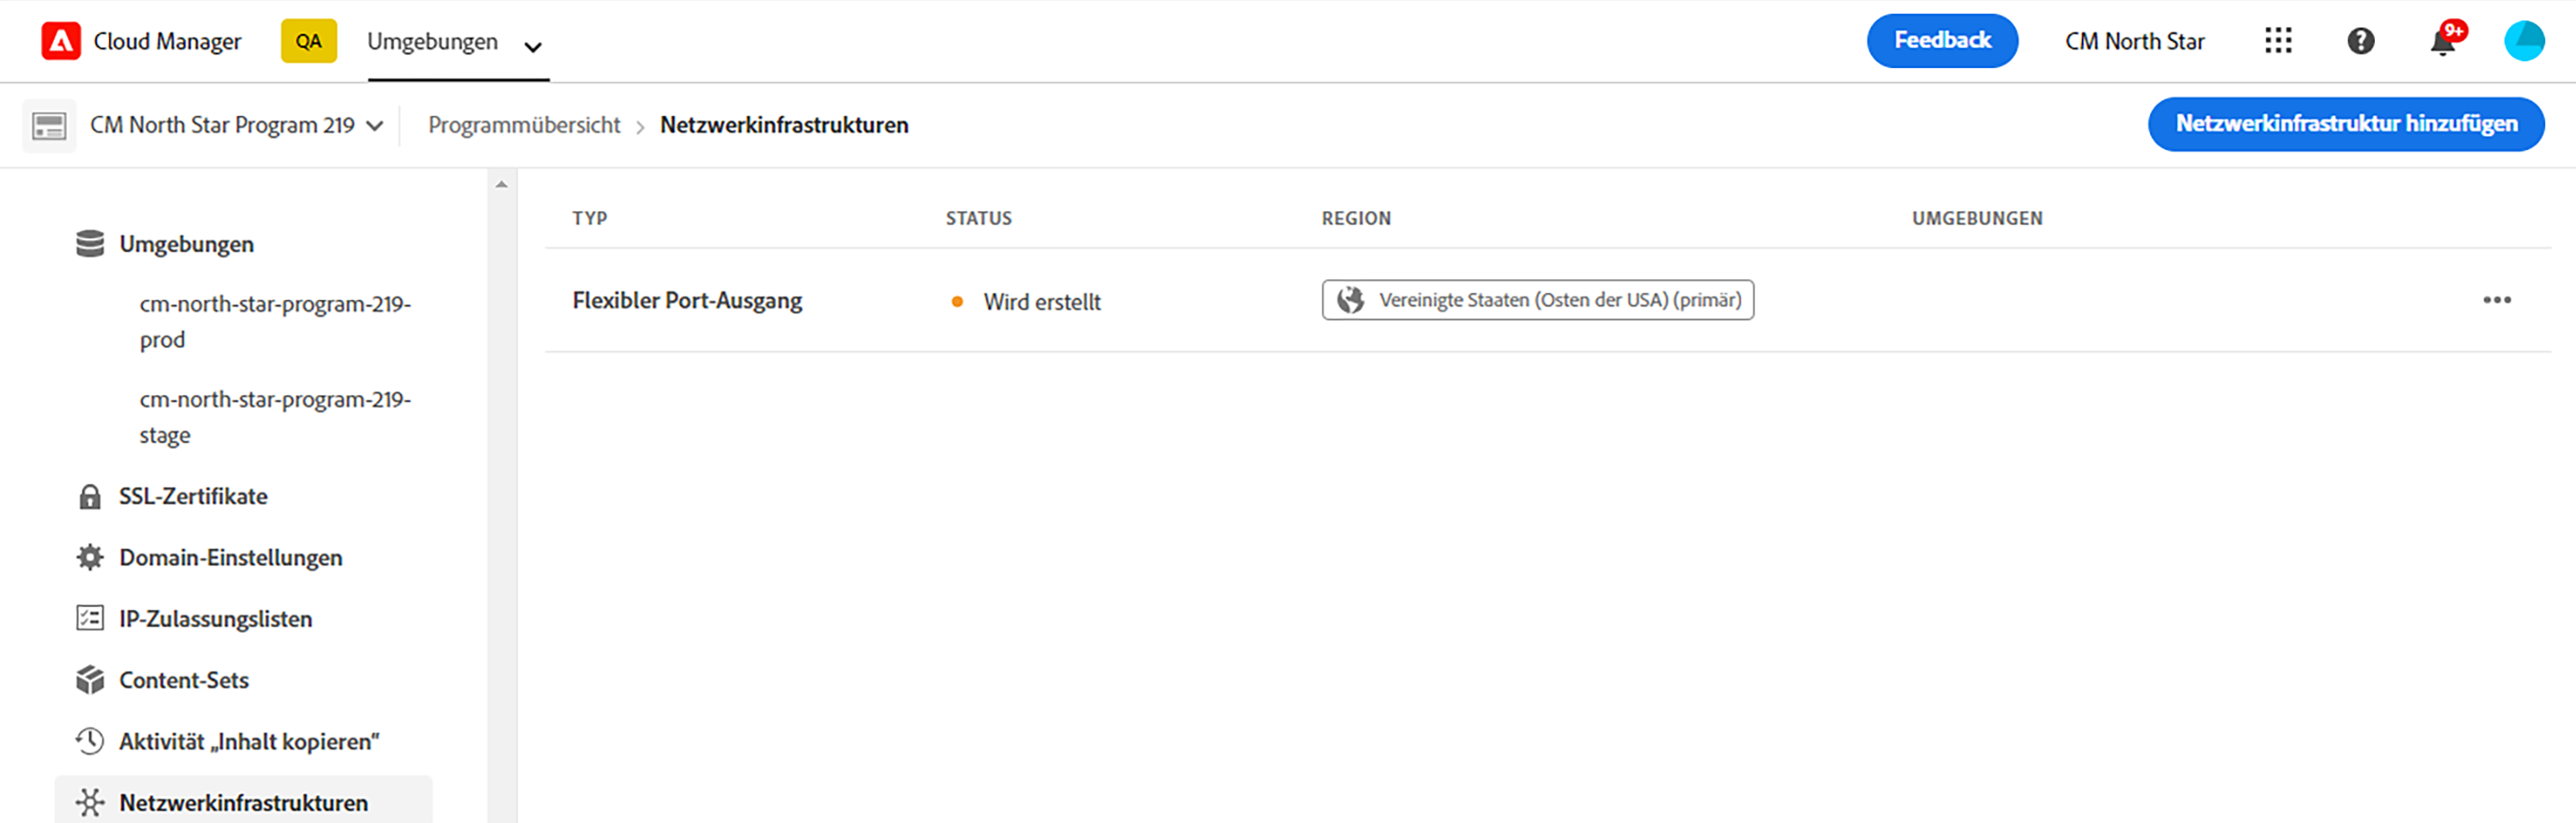 Cloud Manager QA Umgebungen Feedback CM North Star 9+
CM North Star Program 219 Programmübersicht > Netzwerkinfrastrukturen Netzwerkinfrastruktur hinzufügen
TYP STATUS REGION UMGEBUNGEN
Flexibler Port-Ausgang Wird erstellt Vereinigte Staaten (Osten der USA) (primär)
Umgebungen
cm-north-star-program-219-
prod
cm-north-star-program-219-
stage
SSL-Zertifikate
Domain-Einstellungen
IP-Zulassungslisten
Content-Sets
Aktivität „Inhalt kopieren“
Netzwerkinfrastrukturen